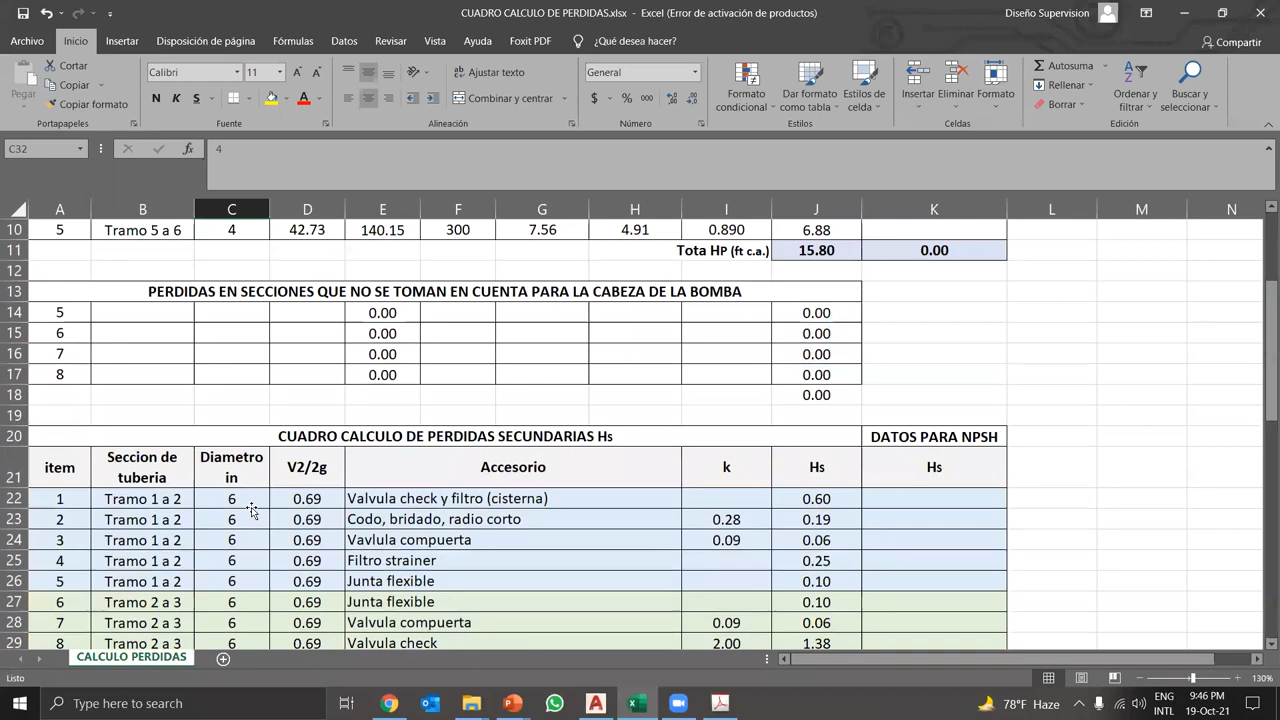 CUADRO CALCULO DE PERDIDAS.xlsx - Excel (Error de activación de productos)
Diseño Supervision
Archivo Inicio Insertar Disposición de página Fórmulas Datos Revisar Vista Ayuda Foxit PDF ¿Qué desea hacer? Compartir
Pegar
Cortar
Copiar
Copiar formato
Portapapeles
Calibri 11
N K S
Fuente
Ajustar texto
Combinar y centrar
Alineación
General
$ % 000
Número
Formato condicional
Dar formato como tabla
Estilos de celda
Estilos
Insertar Eliminar Formato
Celdas
Autosuma
Rellenar
Borrar
Ordenar y filtrar
Buscar y seleccionar
Edición
C32 fx 4
A B C D E F G H I J K L M N
10 5 Tramo 5 a 6 4 42.73 140.15 300 7.56 4.91 0.890 6.88
11 Tota HP (ft c.a.) 15.80 0.00
12
13 PERDIDAS EN SECCIONES QUE NO SE TOMAN EN CUENTA PARA LA CABEZA DE LA BOMBA
14 5 0.00 0.00
15 6 0.00 0.00
16 7 0.00 0.00
17 8 0.00 0.00
18 0.00
19
20 CUADRO CALCULO DE PERDIDAS SECUNDARIAS Hs DATOS PARA NPSH
21 item Seccion de tuberia Diametro in V2/2g Accesorio k Hs Hs
22 1 Tramo 1 a 2 6 0.69 Valvula check y filtro (cisterna) 0.60
23 2 Tramo 1 a 2 6 0.69 Codo, bridado, radio corto 0.28 0.19
24 3 Tramo 1 a 2 6 0.69 Vavlula compuerta 0.09 0.06
25 4 Tramo 1 a 2 6 0.69 Filtro strainer 0.25
26 5 Tramo 1 a 2 6 0.69 Junta flexible 0.10
27 6 Tramo 2 a 3 6 0.69 Junta flexible 0.10
28 7 Tramo 2 a 3 6 0.69 Valvula compuerta 0.09 0.06
29 8 Tramo 2 a 3 6 0.69 Valvula check 2.00 1.38
CALCULO PERDIDAS
Listo 130%
Type here to search
78°F Haze
ENG
INTL
9:46 PM
19-Oct-21